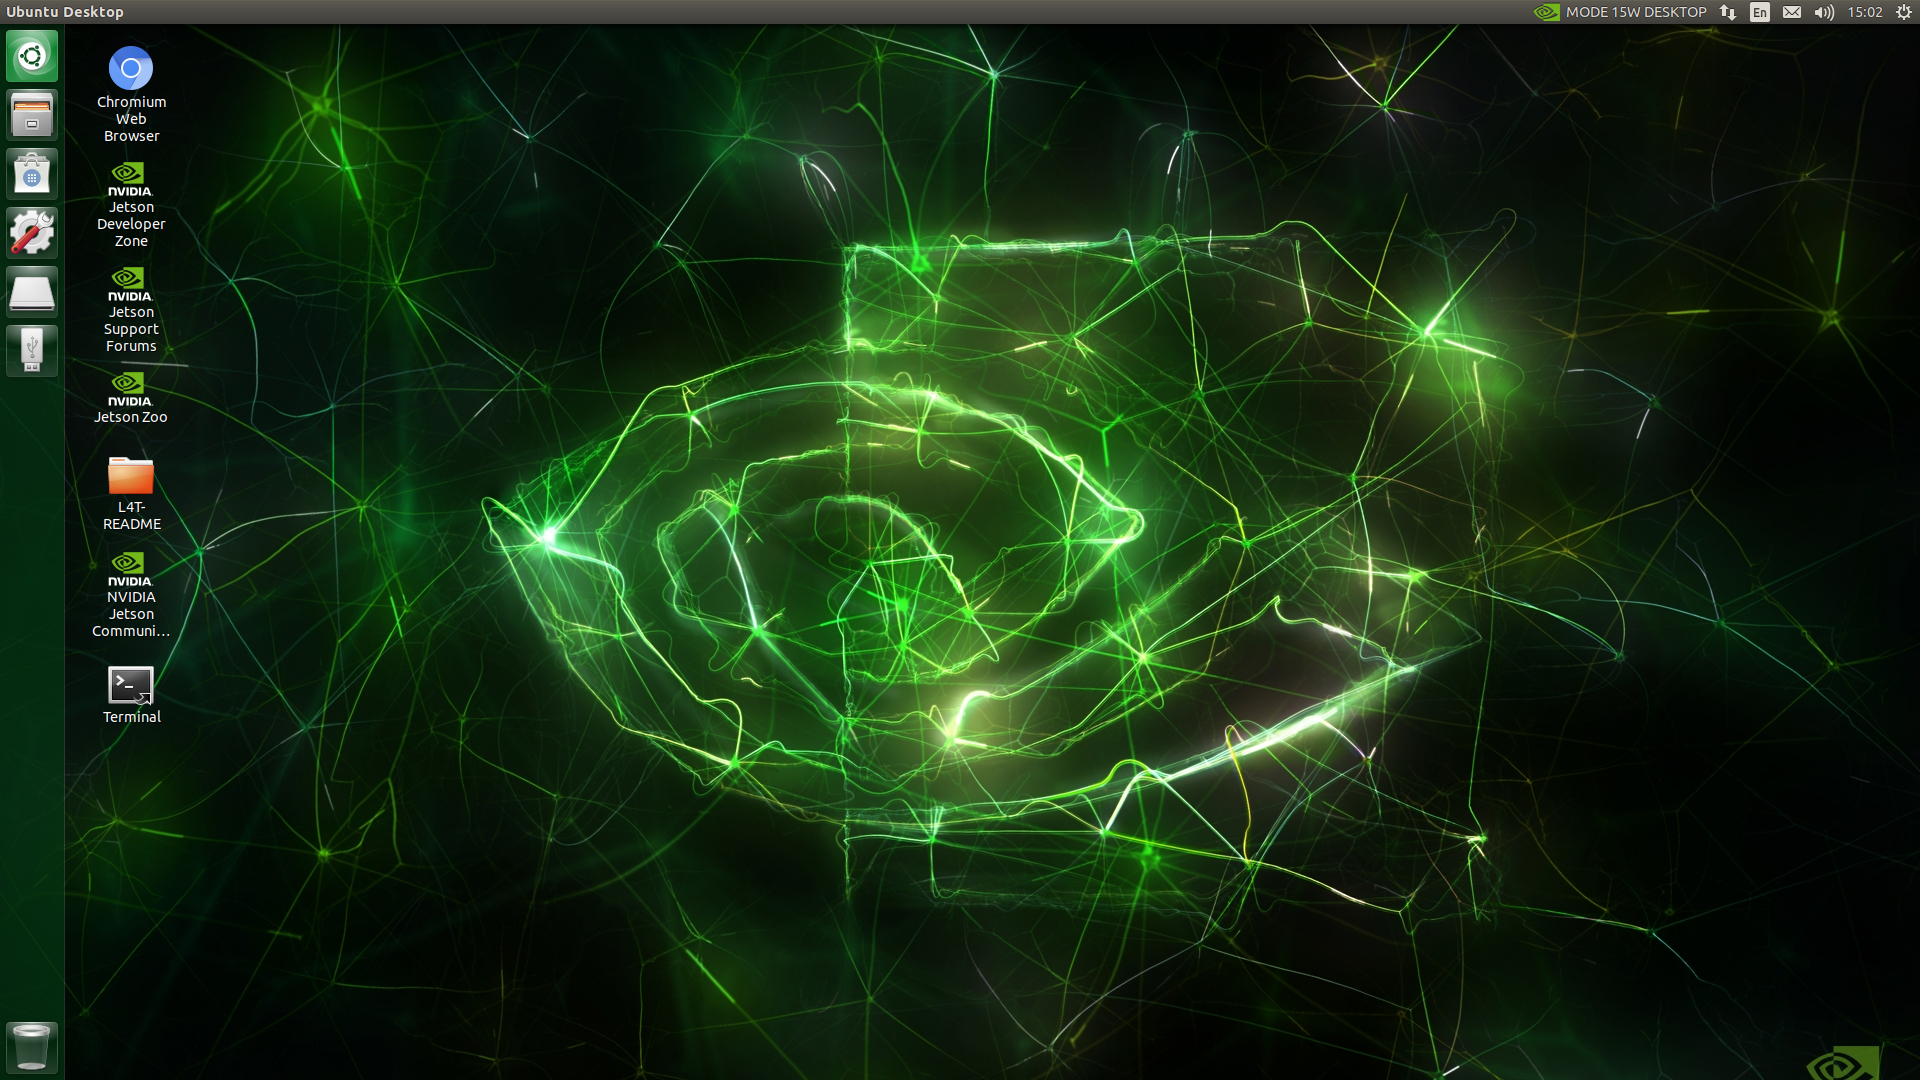 Ubuntu Desktop
MODE 15W DESKTOP
En
15:02
Chromium
Web
Browser
NVIDIA.
Jetson
Developer
Zone
NVIDIA.
Jetson
Support
Forums
NVIDIA.
Jetson Zoo
L4T-
README
NVIDIA.
NVIDIA
Jetson
Communi...
>_
Terminal